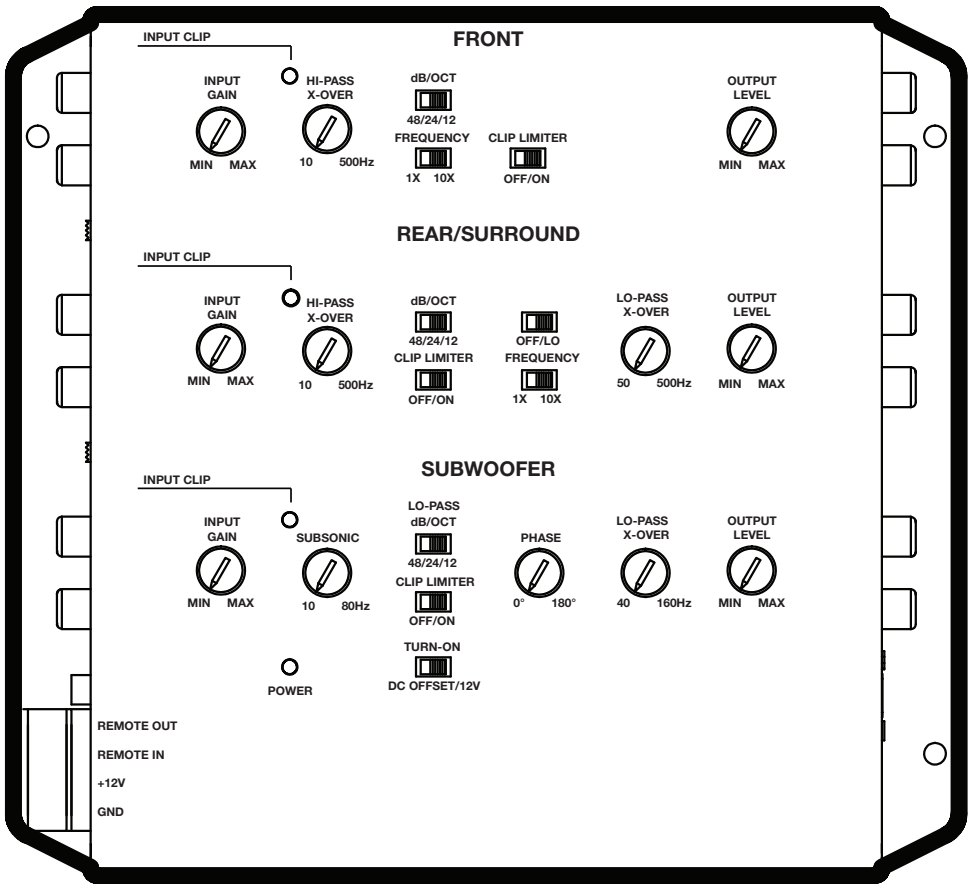 INPUT CLIP
FRONT
INPUT
GAIN
MIN MAX
HI-PASS
X-OVER
10 500Hz
dB/OCT
48/24/12
FREQUENCY
1X 10X
CLIP LIMITER
OFF/ON
OUTPUT
LEVEL
MIN MAX
REAR/SURROUND
INPUT CLIP
INPUT
GAIN
MIN MAX
HI-PASS
X-OVER
10 500Hz
dB/OCT
48/24/12
CLIP LIMITER
OFF/ON
OFF/LO
FREQUENCY
1X 10X
LO-PASS
X-OVER
50 500Hz
OUTPUT
LEVEL
MIN MAX
SUBWOOFER
INPUT CLIP
INPUT
GAIN
MIN MAX
SUBSONIC
10 80Hz
LO-PASS
dB/OCT
48/24/12
CLIP LIMITER
OFF/ON
PHASE
0° 180°
LO-PASS
X-OVER
40 160Hz
OUTPUT
LEVEL
MIN MAX
POWER
TURN-ON
DC OFFSET/12V
REMOTE OUT
REMOTE IN
+12V
GND